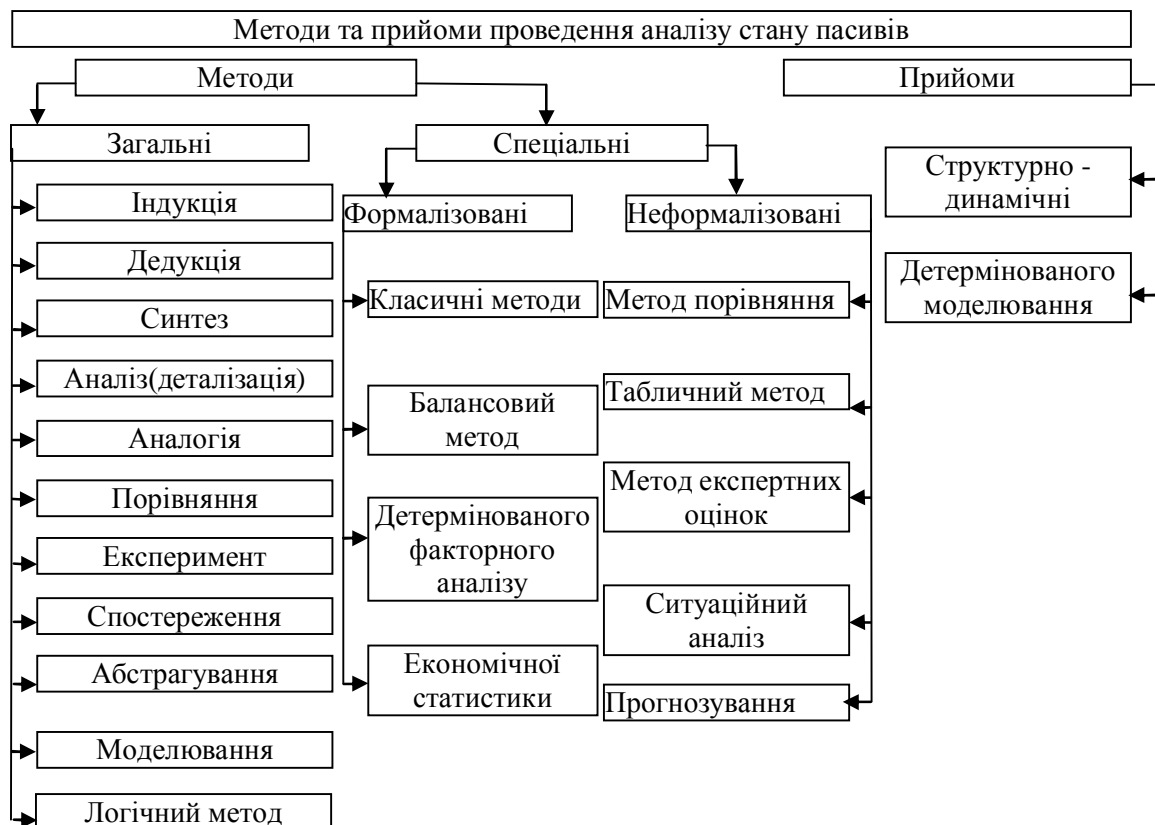 Методи та прийоми проведення аналізу стану пасивів
Методи
Прийоми
Загальні
Спеціальні
Індукція
Дедукція
Синтез
Аналіз(деталізація)
Аналогія
Порівняння
Експеримент
Спостереження
Абстрагування
Моделювання
Логічний метод
Формалізовані
Класичні методи
Балансовий
метод
Детермінованого
факторного
аналізу
Економічної
статистики
Неформалізовані
Метод порівняння
Табличний метод
Метод експертних
оцінок
Ситуаційний
аналіз
Прогнозування
Структурно -
динамічні
Детермінованого
моделювання